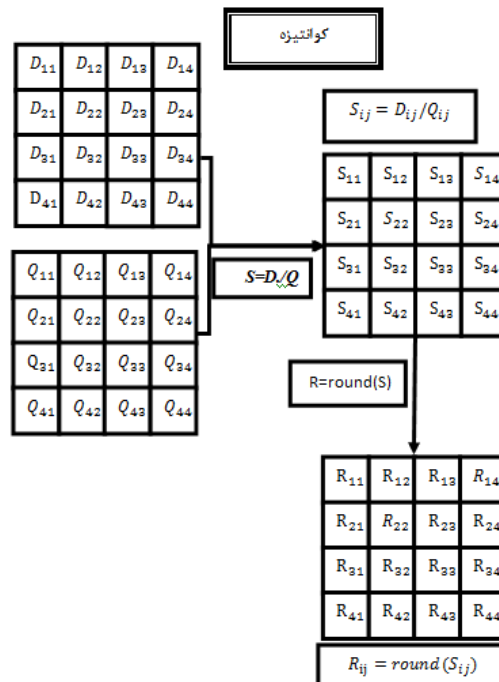 کوانتیزه
D₁₁ D₁₂ D₁₃ D₁₄
D₂₁ D₂₂ D₂₃ D₂₄
D₃₁ D₃₂ D₃₃ D₃₄
D₄₁ D₄₂ D₄₃ D₄₄
Q₁₁ Q₁₂ Q₁₃ Q₁₄
Q₂₁ Q₂₂ Q₂₃ Q₂₄
Q₃₁ Q₃₂ Q₃₃ Q₃₄
Q₄₁ Q₄₂ Q₄₃ Q₄₄
S=D./Q
Sᵢⱼ = Dᵢⱼ/Qᵢⱼ
S₁₁ S₁₂ S₁₃ S₁₄
S₂₁ S₂₂ S₂₃ S₂₄
S₃₁ S₃₂ S₃₃ S₃₄
S₄₁ S₄₂ S₄₃ S₄₄
R=round(S)
R₁₁ R₁₂ R₁₃ R₁₄
R₂₁ R₂₂ R₂₃ R₂₄
R₃₁ R₃₂ R₃₃ R₃₄
R₄₁ R₄₂ R₄₃ R₄₄
Rᵢⱼ = round(Sᵢⱼ)